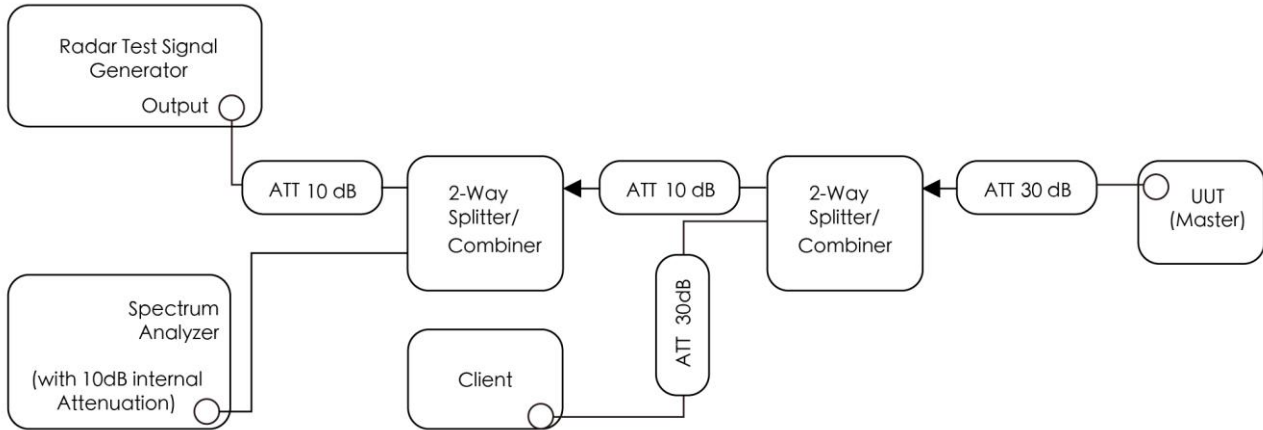 Radar Test Signal
Generator
Output
ATT 10 dB
2-Way
Splitter/
Combiner
ATT 10 dB
2-Way
Splitter/
Combiner
ATT 30 dB
UUT
(Master)
Spectrum
Analyzer
(with 10dB internal
Attenuation)
Client
ATT 30dB